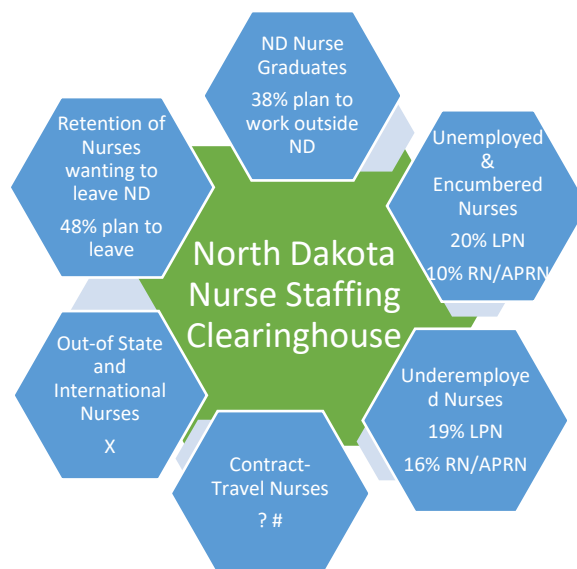 ND Nurse
Graduates
38% plan to
work outside
ND
Unemployed
&
Encumbered
Nurses
20% LPN
10% RN/APRN
Underemploye
d Nurses
19% LPN
16% RN/APRN
Contract-
Travel Nurses
? #
Out-of State
and
International
Nurses
X
Retention of
Nurses
wanting to
leave ND
48% plan to
leave
North Dakota
Nurse Staffing
Clearinghouse